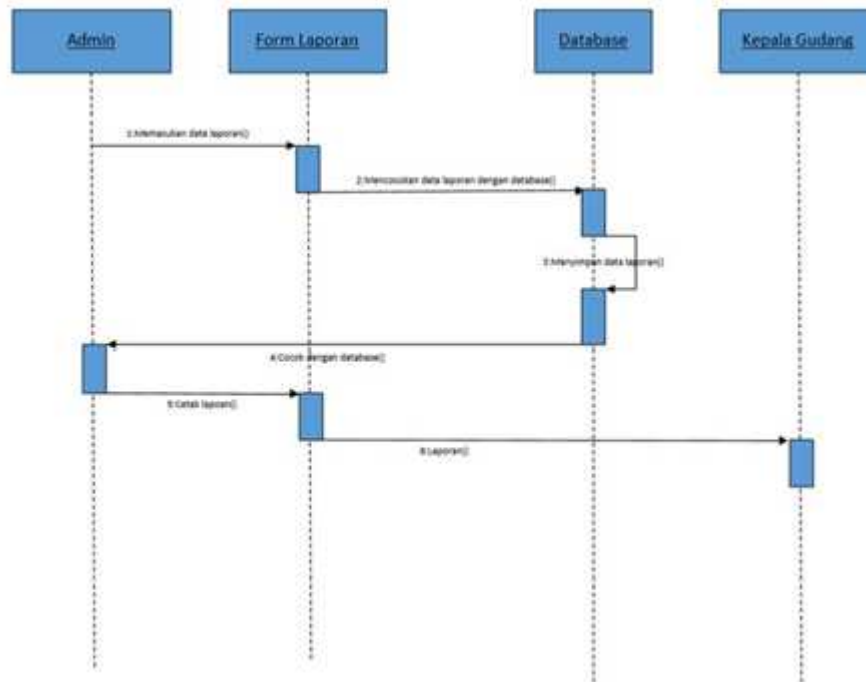 Admin
Form Laporan
Database
Kepala Gudang
1:Memasukan data laporan()
2:Mencocokan data laporan dengan database()
3:Menyimpan data laporan()
4:Cocok dengan database()
5:Cetak laporan()
6:Laporan()